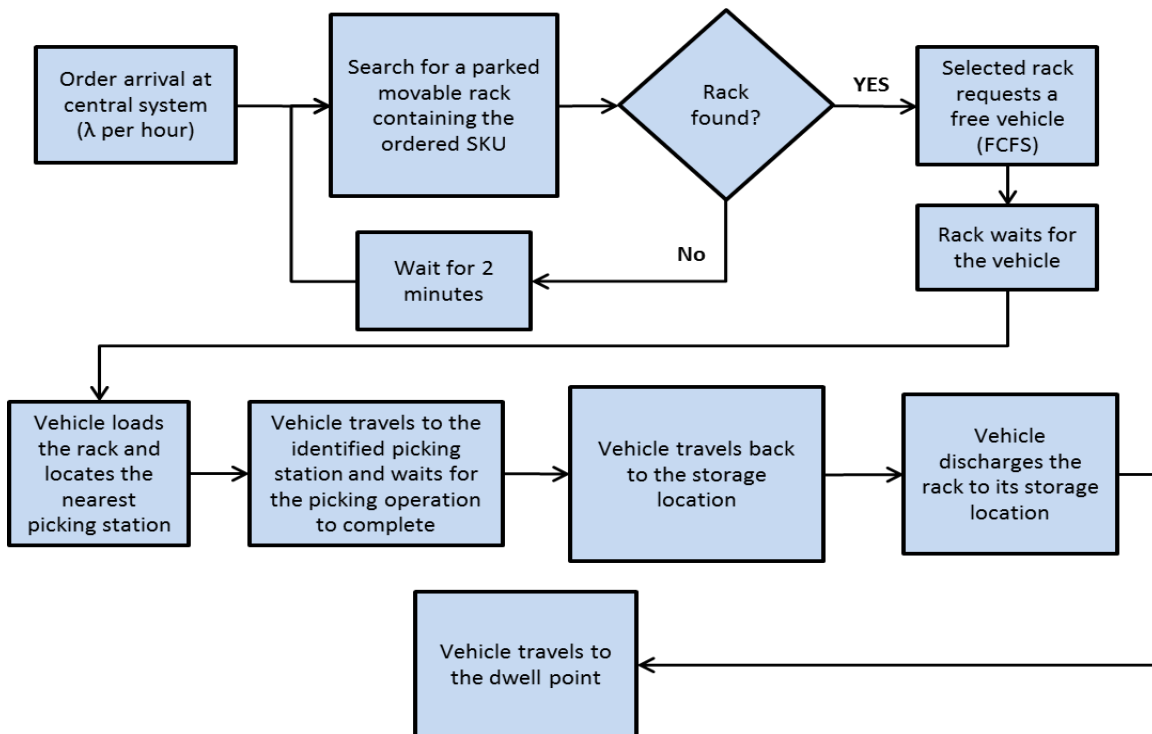 Order arrival at
central system
(λ per hour)
Search for a parked
movable rack
containing the
ordered SKU
Rack
found?
YES
Selected rack
requests a
free vehicle
(FCFS)
Rack waits for
the vehicle
No
Wait for 2
minutes
Vehicle loads
the rack and
locates the
nearest
picking station
Vehicle travels to the
identified picking
station and waits for
the picking operation
to complete
Vehicle travels back
to the storage
location
Vehicle
discharges the
rack to its storage
location
Vehicle travels to
the dwell point